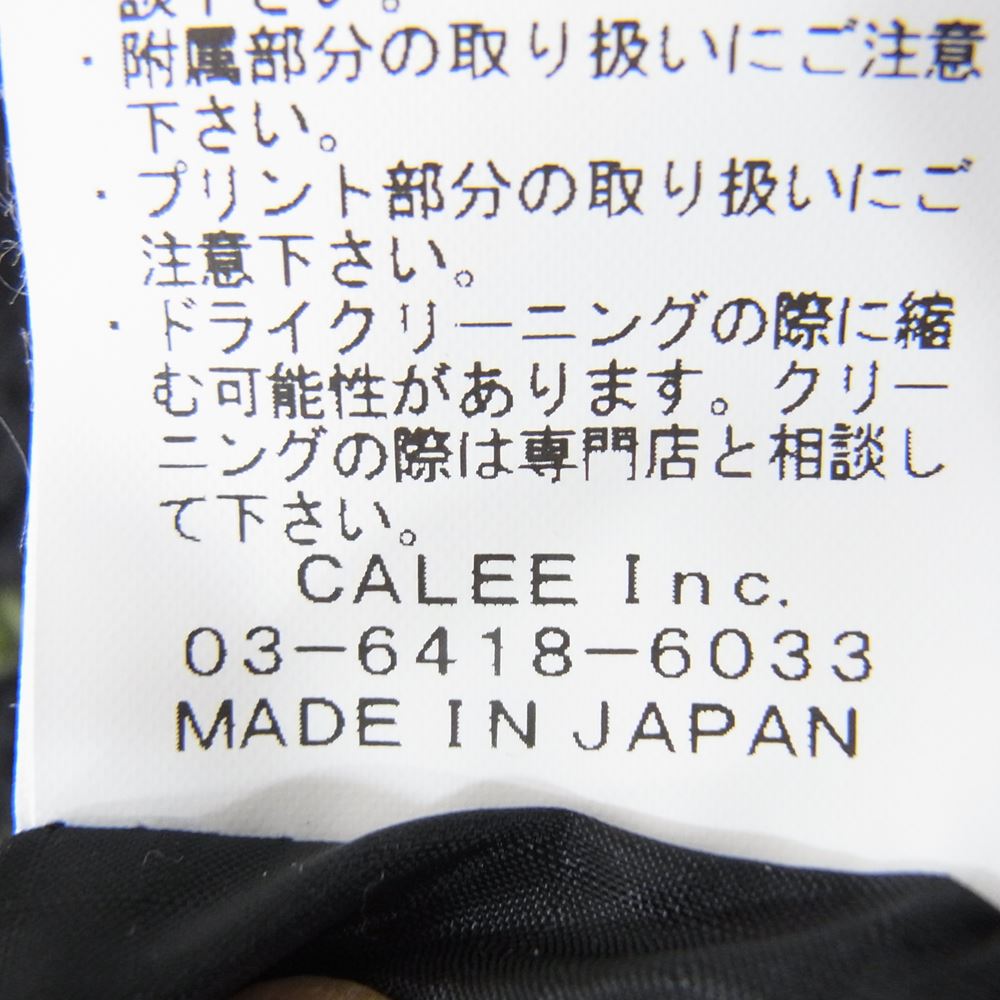 談下さい。
・附属部分の取り扱いにご注意
下さい。
・プリント部分の取り扱いにご
注意下さい。
・ドライクリーニングの際に縮
む可能性があります。クリー
ニングの際は専門店と相談し
て下さい。
CALEE Inc.
03-6418-6033
MADE IN JAPAN